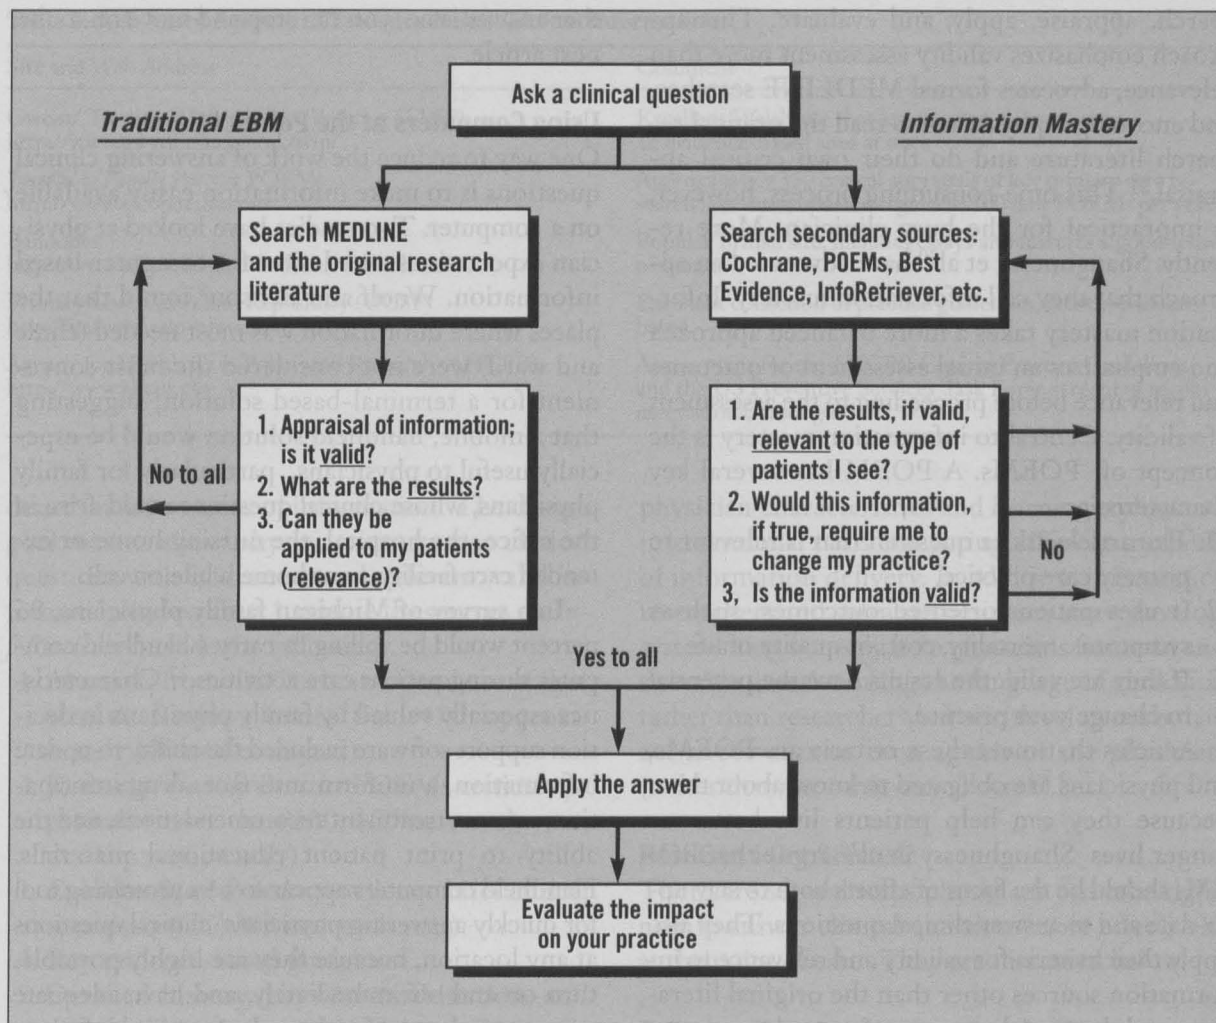 Ask a clinical question
Traditional EBM
Information Mastery
Search MEDLINE
and the original research
literature
Search secondary sources:
Cochrane, POEMs, Best
Evidence, InfoRetriever, etc.
1. Appraisal of information;
is it valid?
2. What are the results?
3. Can they be
applied to my patients
(relevance)?
No to all
1. Are the results, if valid,
relevant to the type of
patients I see?
2. Would this information,
if true, require me to
change my practice?
3, Is the information valid?
No
Yes to all
Apply the answer
Evaluate the impact
on your practice